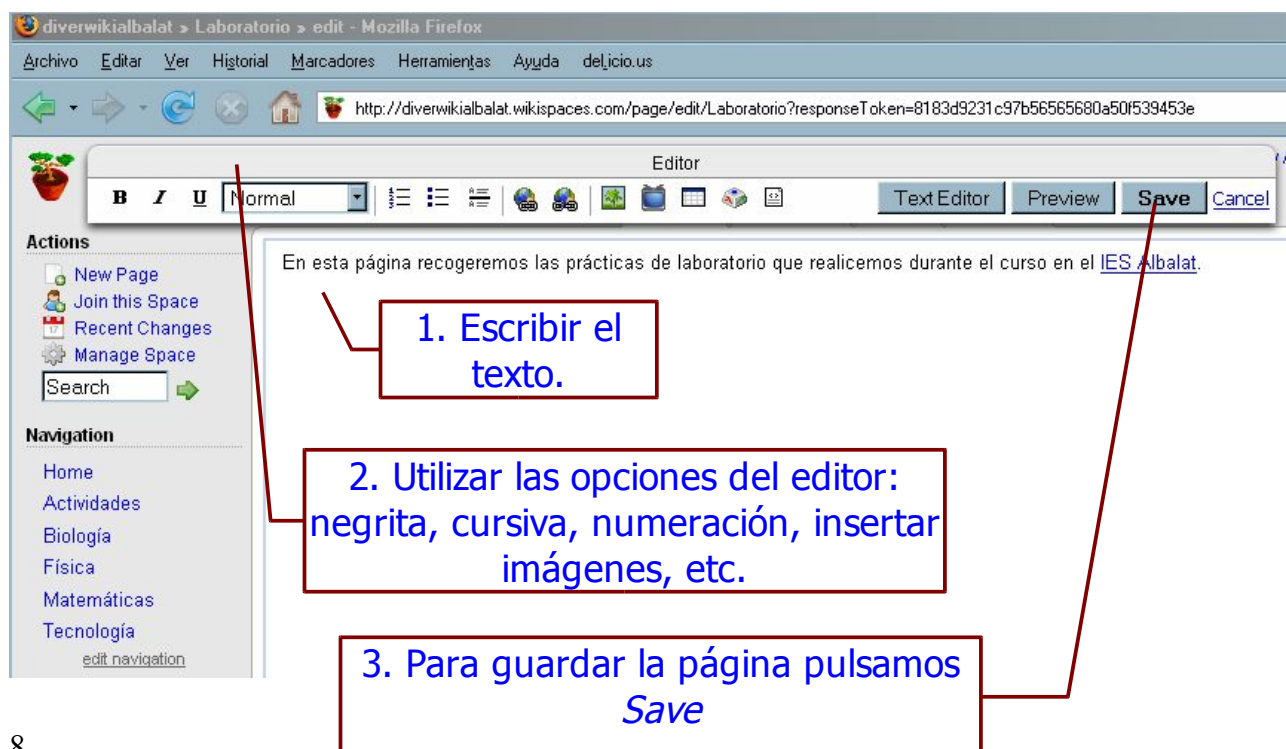 diverwikialbalat » Laboratorio » edit - Mozilla Firefox
Archivo Editar Ver Historial Marcadores Herramientas Ayuda del.icio.us
http://diverwikialbalat.wikispaces.com/page/edit/Laboratorio?responseToken=8183d9231c97b56565680a50f539453e
Editor
B I U Normal Text Editor Preview Save Cancel
Actions
New Page
Join this Space
Recent Changes
Manage Space
Search
Navigation
Home
Actividades
Biología
Física
Matemáticas
Tecnología
edit navigation
En esta página recogeremos las prácticas de laboratorio que realicemos durante el curso en el IES Albalat.
1. Escribir el
texto.
2. Utilizar las opciones del editor:
negrita, cursiva, numeración, insertar
imágenes, etc.
3. Para guardar la página pulsamos
Save
8